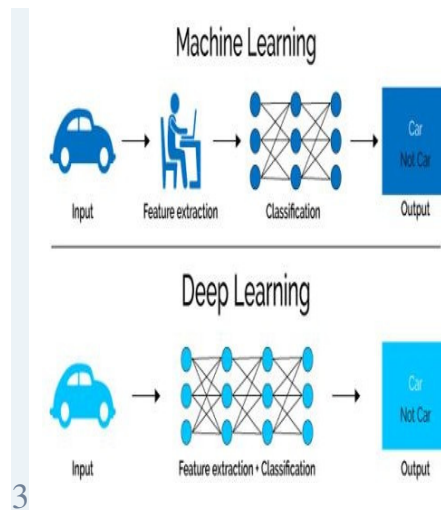 Machine Learning
Car
Not Car
Input
Feature extraction
Classification
Output
Deep Learning
Car
Not Car
Input
Feature extraction + Classification
Output
3